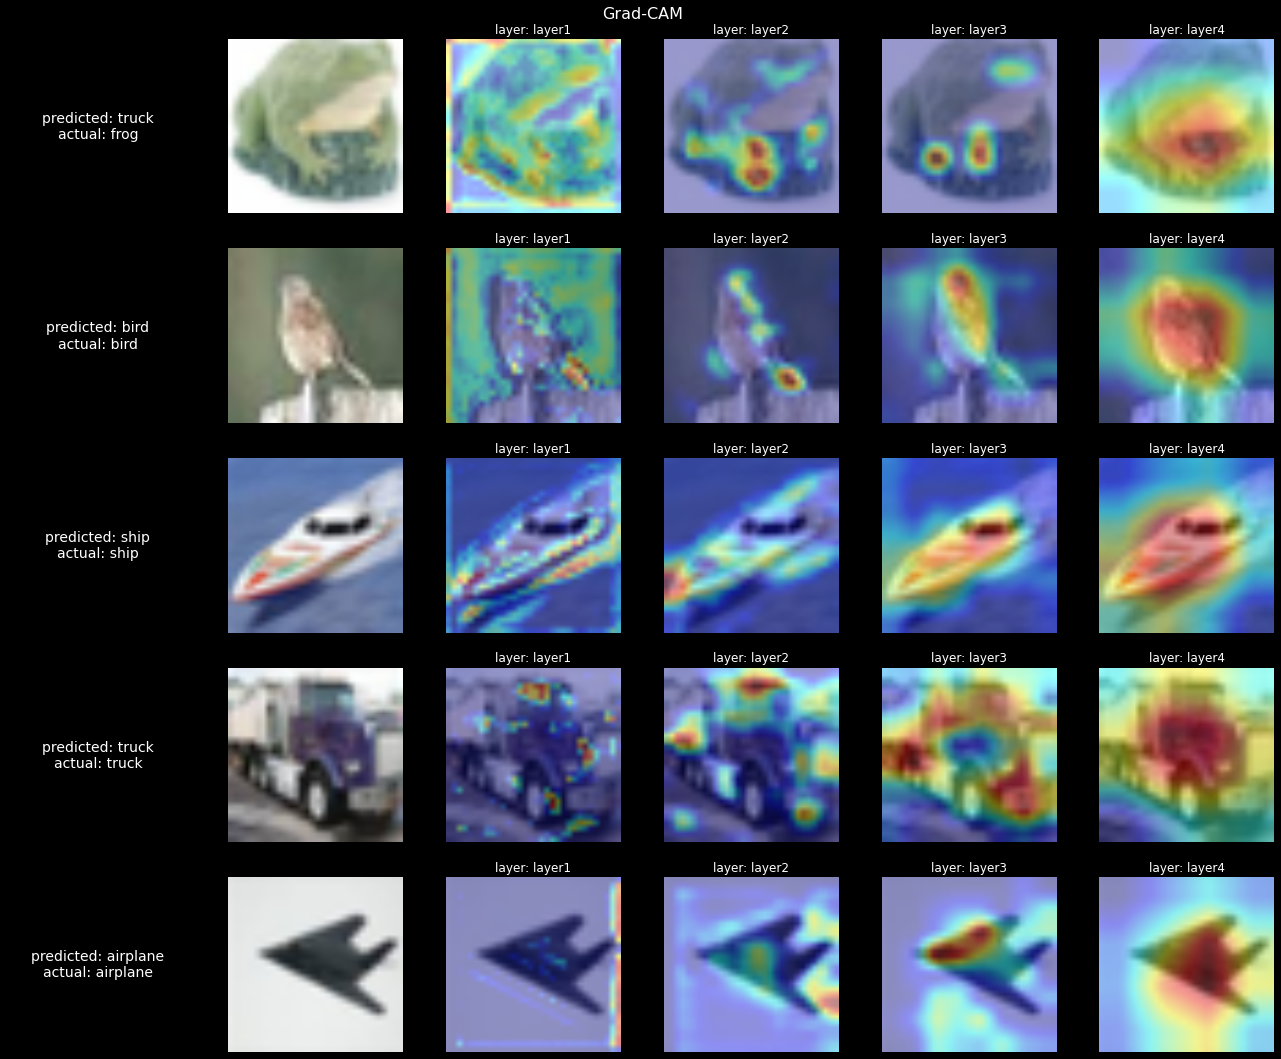 Grad-CAM
layer: layer1
layer: layer2
layer: layer3
layer: layer4
predicted: truck
actual: frog
layer: layer1
layer: layer2
layer: layer3
layer: layer4
predicted: bird
actual: bird
layer: layer1
layer: layer2
layer: layer3
layer: layer4
predicted: ship
actual: ship
layer: layer1
layer: layer2
layer: layer3
layer: layer4
predicted: truck
actual: truck
layer: layer1
layer: layer2
layer: layer3
layer: layer4
predicted: airplane
actual: airplane